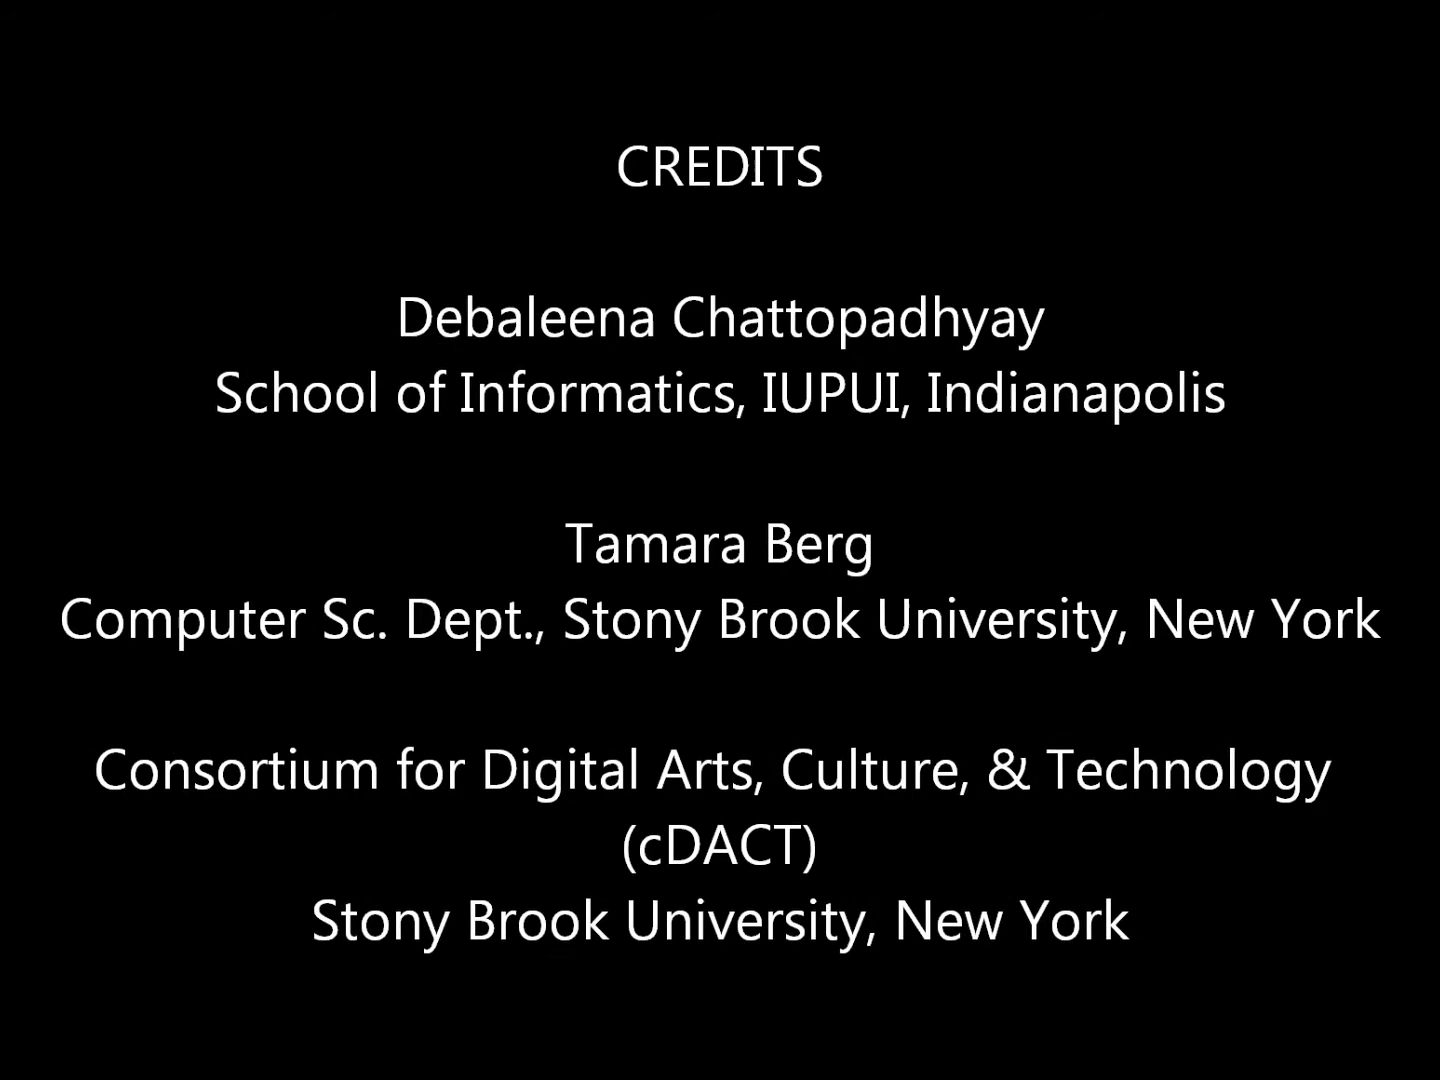 CREDITS
Debaleena Chattopadhyay
School of Informatics, IUPUI, Indianapolis
Tamara Berg
Computer Sc. Dept., Stony Brook University, New York
Consortium for Digital Arts, Culture, & Technology
(cDACT)
Stony Brook University, New York